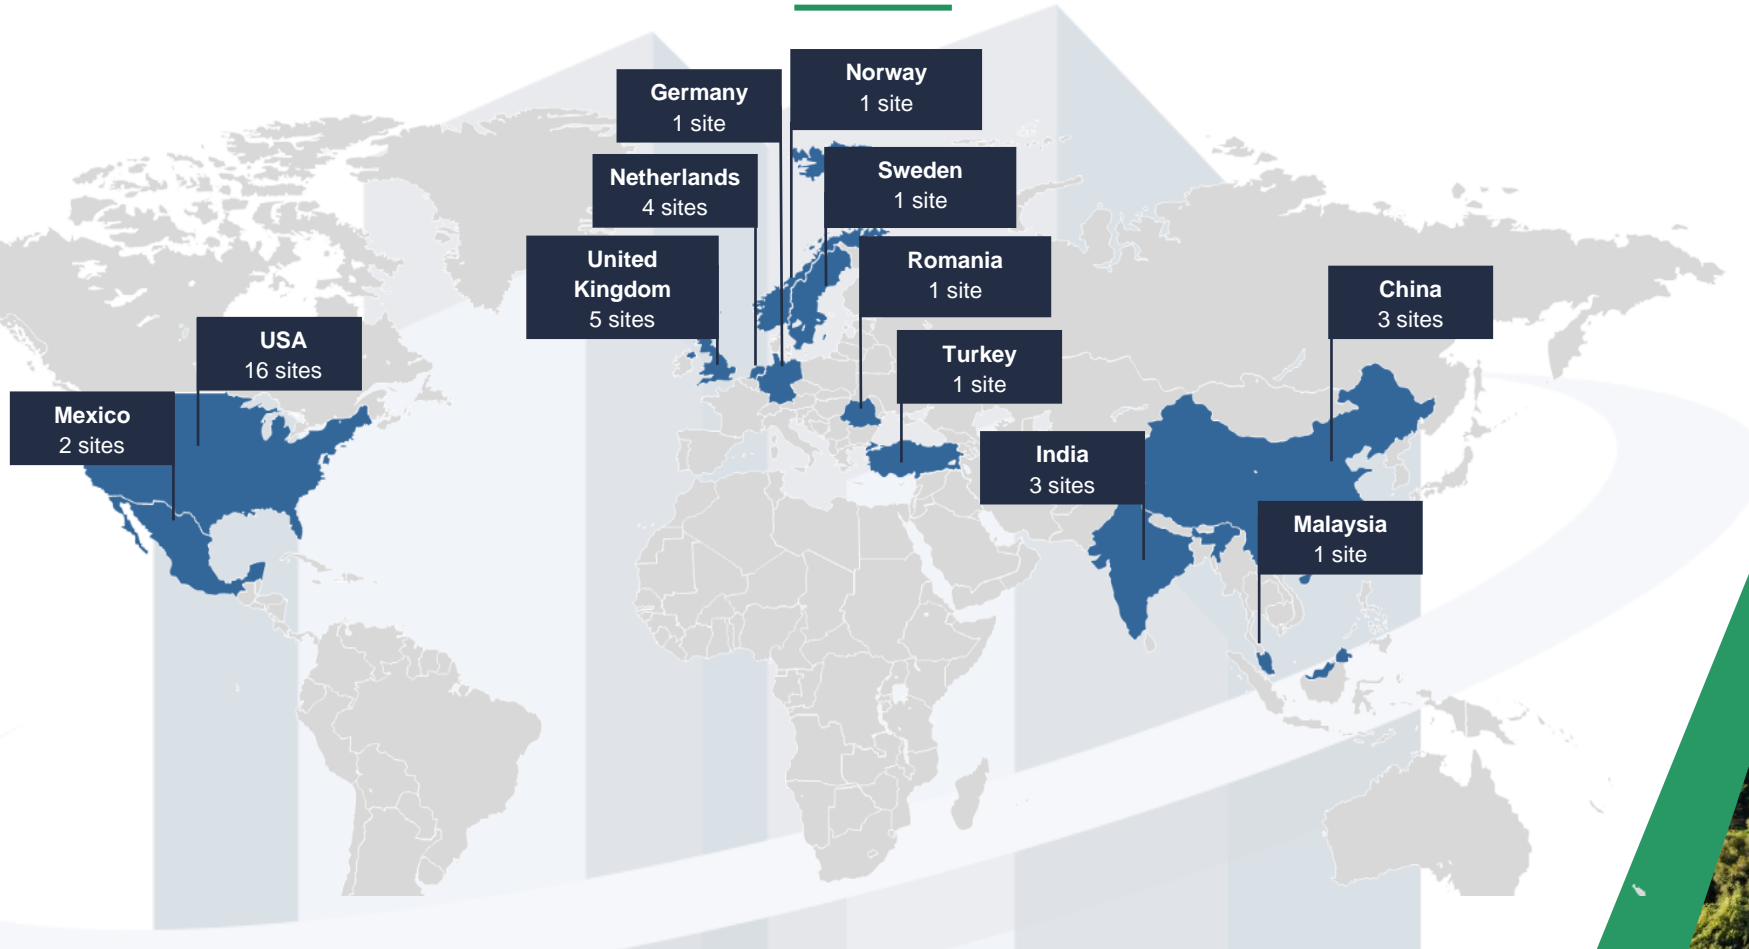 Norway
1 site
Germany
1 site
Sweden
1 site
Netherlands
4 sites
United
Kingdom
5 sites
Romania
1 site
China
3 sites
USA
16 sites
Turkey
1 site
Mexico
2 sites
India
3 sites
Malaysia
1 site